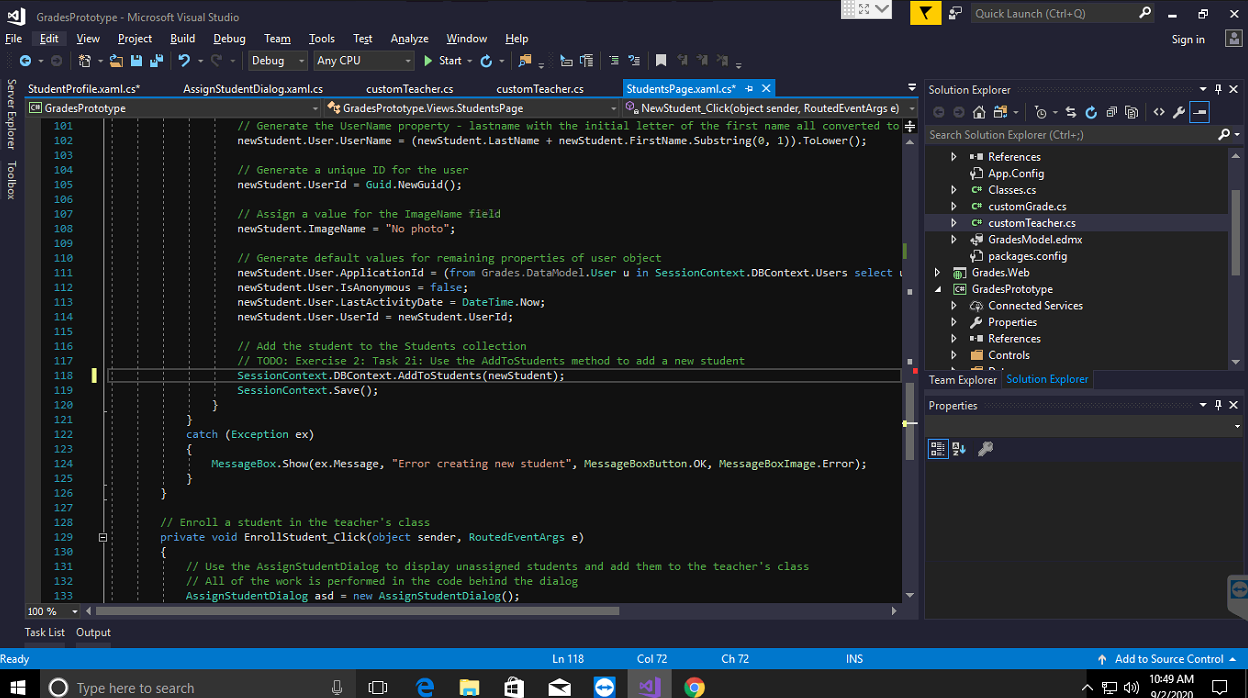 GradesPrototype - Microsoft Visual Studio
Quick Launch (Ctrl+Q)
File Edit View Project Build Debug Team Tools Test Analyze Window Help
Sign in
Debug Any CPU Start
Server Explorer
Toolbox
StudentProfile.xaml.cs* AssignStudentDialog.xaml.cs customTeacher.cs customTeacher.cs StudentsPage.xaml.cs*
GradesPrototype GradesPrototype.Views.StudentsPage NewStudent_Click(object sender, RoutedEventArgs e)
101 // Generate the UserName property - lastname with the initial letter of the first name all converted to
102 newStudent.User.UserName = (newStudent.LastName + newStudent.FirstName.Substring(0, 1)).ToLower();
103
104 // Generate a unique ID for the user
105 newStudent.UserId = Guid.NewGuid();
106
107 // Assign a value for the ImageName field
108 newStudent.ImageName = "No photo";
109
110 // Generate default values for remaining properties of user object
111 newStudent.User.ApplicationId = (from Grades.DataModel.User u in SessionContext.DBContext.Users select u
112 newStudent.User.IsAnonymous = false;
113 newStudent.User.LastActivityDate = DateTime.Now;
114 newStudent.User.UserId = newStudent.UserId;
115
116 // Add the student to the Students collection
117 // TODO: Exercise 2: Task 2i: Use the AddToStudents method to add a new student
118 SessionContext.DBContext.AddToStudents(newStudent);
119 SessionContext.Save();
120 }
121 }
122 catch (Exception ex)
123 {
124 MessageBox.Show(ex.Message, "Error creating new student", MessageBoxButton.OK, MessageBoxImage.Error);
125 }
126 }
127
128 // Enroll a student in the teacher's class
129 private void EnrollStudent_Click(object sender, RoutedEventArgs e)
130 {
131 // Use the AssignStudentDialog to display unassigned students and add them to the teacher's class
132 // All of the work is performed in the code behind the dialog
133 AssignStudentDialog asd = new AssignStudentDialog();
100 %
Solution Explorer
Search Solution Explorer (Ctrl+;)
References
App.Config
C# Classes.cs
C# customGrade.cs
C# customTeacher.cs
GradesModel.edmx
packages.config
Grades.Web
C# GradesPrototype
Connected Services
Properties
References
Controls
Team Explorer Solution Explorer
Properties
Task List Output
Ready Ln 118 Col 72 Ch 72 INS Add to Source Control
Type here to search
10:49 AM
9/2/2020